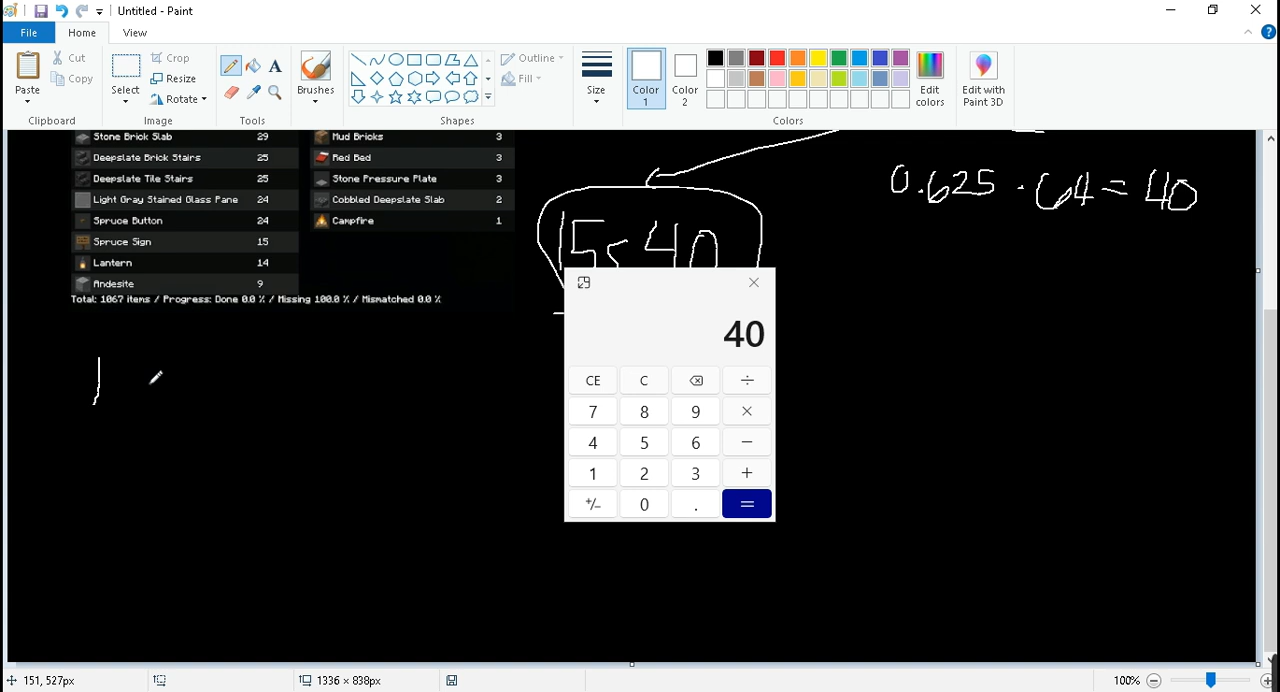 Untitled - Paint
File Home View
Paste
Cut
Copy
Clipboard
Select
Crop
Resize
Rotate
Image
A
Tools
Brushes
Shapes
Outline
Fill
Size
Color 1
Color 2
Edit colors
Edit with Paint 3D
Colors
Stone Brick Slab 29
Deepslate Brick Stairs 25
Deepslate Tile Stairs 25
Light Gray Stained Glass Pane 24
Spruce Button 24
Spruce Sign 15
Lantern 14
Andesite 9
Mud Bricks 3
Red Bed 3
Stone Pressure Plate 3
Cobbled Deepslate Slab 2
Campfire 1
Total: 1067 items / Progress: Done 0.0 % / Missing 100.0 % / Mismatched 0.0 %
15s 40
0.625 · 64 = 40
40
CE C ⌫ ÷
7 8 9 ×
4 5 6 −
1 2 3 +
+/− 0 . =
151, 527px
1336 × 838px
100%